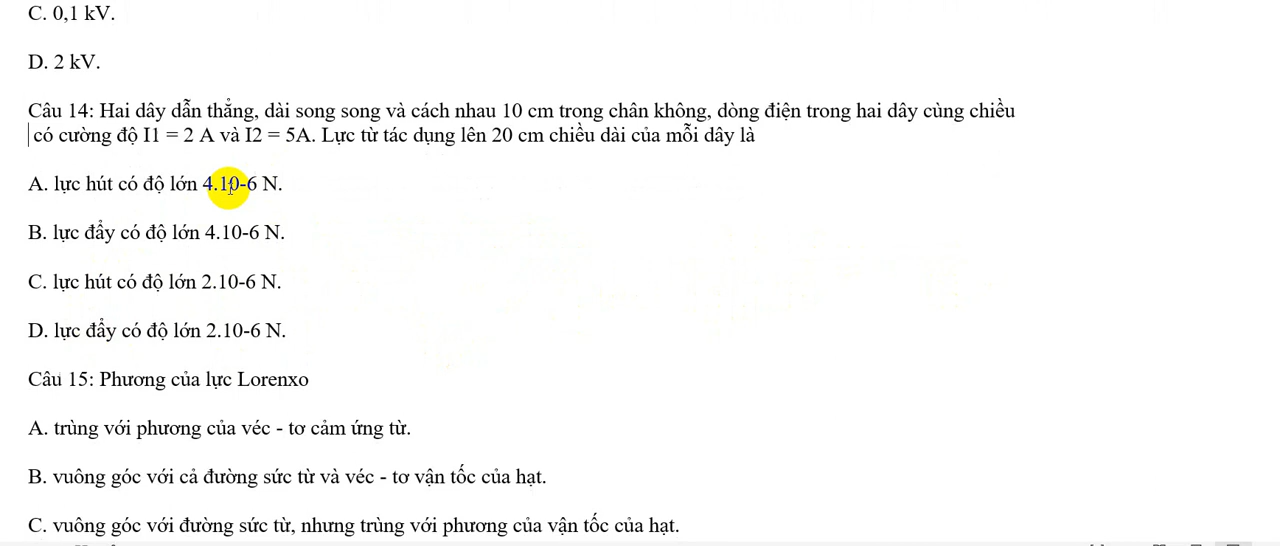 C. 0,1 kV.
D. 2 kV.
Câu 14: Hai dây dẫn thẳng, dài song song và cách nhau 10 cm trong chân không, dòng điện trong hai dây cùng chiều
có cường độ I1 = 2 A và I2 = 5A. Lực từ tác dụng lên 20 cm chiều dài của mỗi dây là
A. lực hút có độ lớn 4.10-6 N.
B. lực đẩy có độ lớn 4.10-6 N.
C. lực hút có độ lớn 2.10-6 N.
D. lực đẩy có độ lớn 2.10-6 N.
Câu 15: Phương của lực Lorenxo
A. trùng với phương của véc - tơ cảm ứng từ.
B. vuông góc với cả đường sức từ và véc - tơ vận tốc của hạt.
C. vuông góc với đường sức từ, nhưng trùng với phương của vận tốc của hạt.